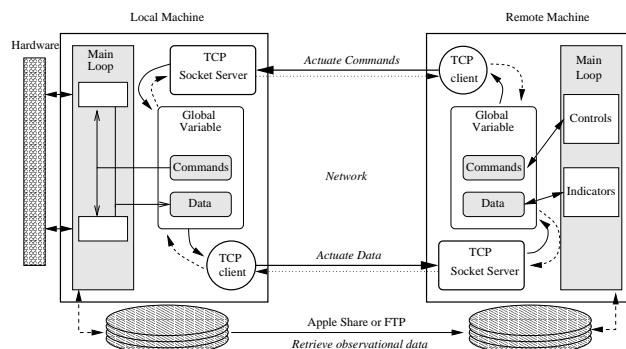 Local Machine
Remote Machine
Hardware
Main
Loop
TCP
Socket Server
Global
Variable
Commands
Data
TCP
client
Actuate Commands
Network
Actuate Data
TCP
client
Global
Variable
Commands
Data
TCP
Socket Server
Main
Loop
Controls
Indicators
Apple Share or FTP
Retrieve observational data